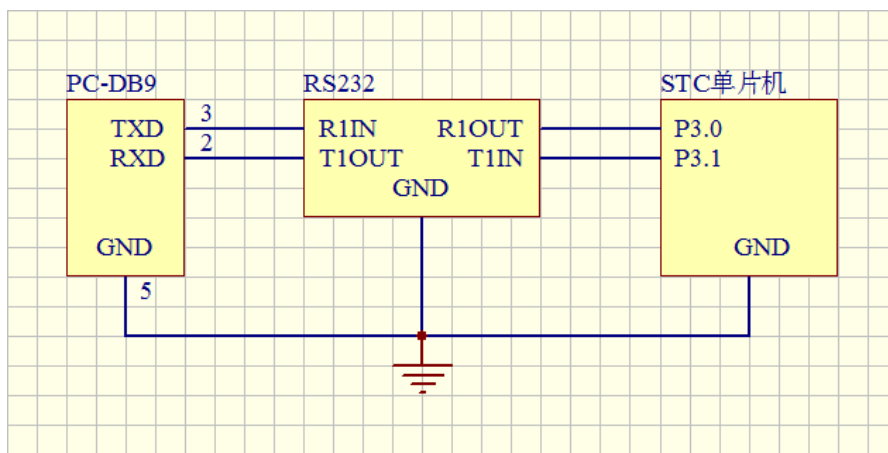 PC-DB9 RS232 STC单片机
TXD 3 R1IN R1OUT P3.0
RXD 2 T1OUT T1IN P3.1
GND
GND GND
5